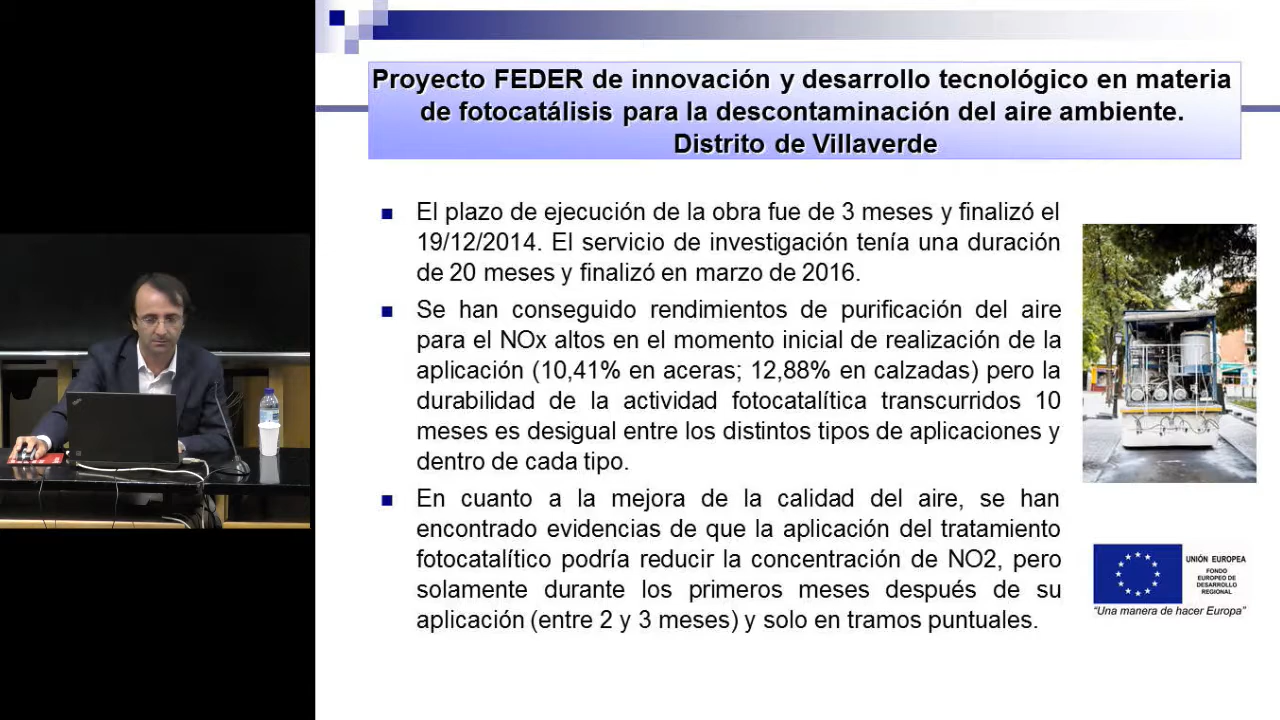 Proyecto FEDER de innovación y desarrollo tecnológico en materia
de fotocatálisis para la descontaminación del aire ambiente.
Distrito de Villaverde
El plazo de ejecución de la obra fue de 3 meses y finalizó el
19/12/2014. El servicio de investigación tenía una duración
de 20 meses y finalizó en marzo de 2016.
Se han conseguido rendimientos de purificación del aire
para el NOx altos en el momento inicial de realización de la
aplicación (10,41% en aceras; 12,88% en calzadas) pero la
durabilidad de la actividad fotocatalítica transcurridos 10
meses es desigual entre los distintos tipos de aplicaciones y
dentro de cada tipo.
En cuanto a la mejora de la calidad del aire, se han
encontrado evidencias de que la aplicación del tratamiento
fotocatalítico podría reducir la concentración de NO2, pero
solamente durante los primeros meses después de su
aplicación (entre 2 y 3 meses) y solo en tramos puntuales.
UNIÓN EUROPEA
FONDO
EUROPEO DE
DESARROLLO
REGIONAL
"Una manera de hacer Europa"